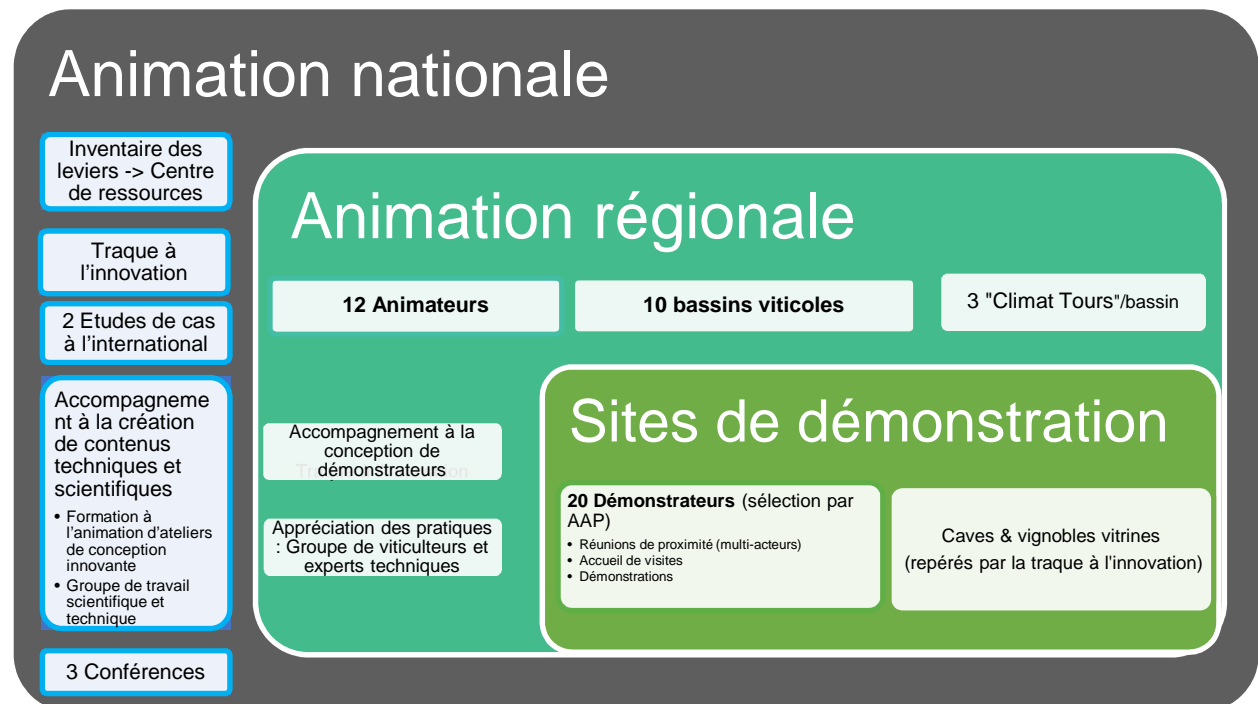 Animation nationale
Inventaire des
leviers -> Centre
de ressources
Traque à
l'innovation
2 Etudes de cas
à l'international
Accompagneme
nt à la création
de contenus
techniques et
scientifiques
• Formation à
l'animation d'ateliers
de conception
innovante
• Groupe de travail
scientifique et
technique
3 Conférences
Animation régionale
12 Animateurs
10 bassins viticoles
3 "Climat Tours"/bassin
Accompagnement à la
conception de
démonstrateurs
Appréciation des pratiques
: Groupe de viticulteurs et
experts techniques
Sites de démonstration
20 Démonstrateurs (sélection par
AAP)
• Réunions de proximité (multi-acteurs)
• Accueil de visites
• Démonstrations
Caves & vignobles vitrines
(repérés par la traque à l'innovation)